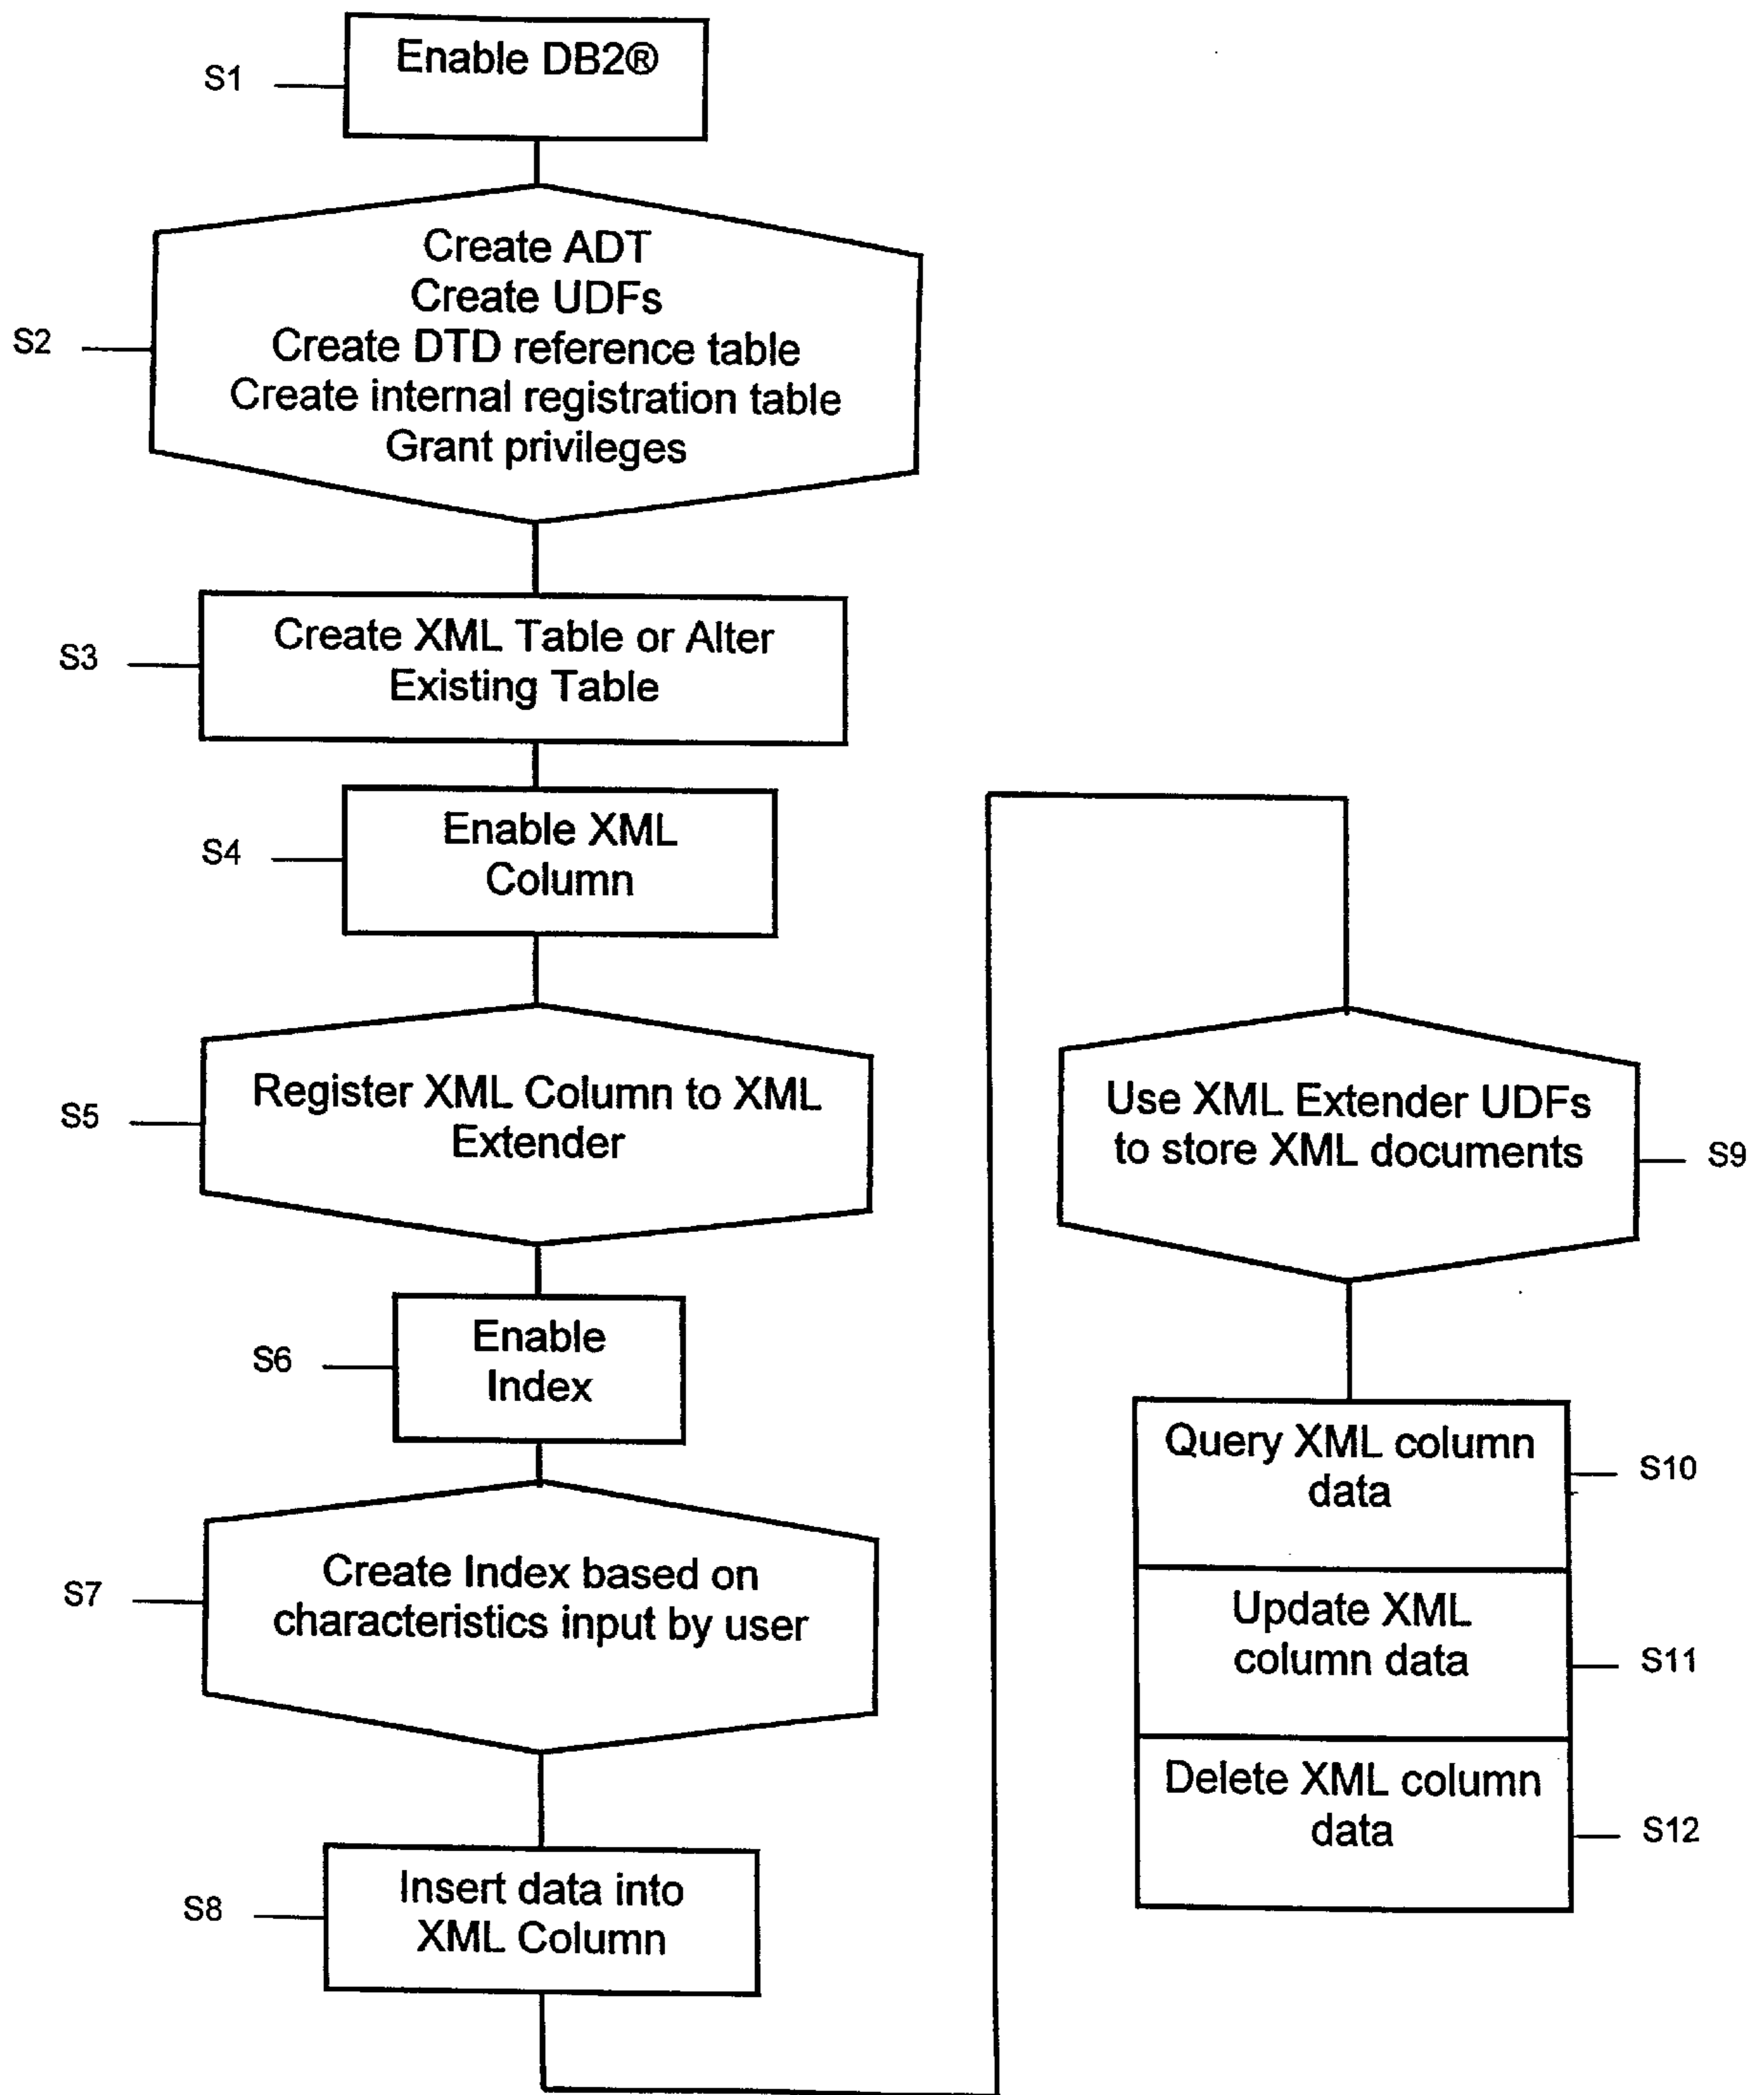 S1
Enable DB2®
S2
Create ADT
Create UDFs
Create DTD reference table
Create internal registration table
Grant privileges
S3
Create XML Table or Alter
Existing Table
S4
Enable XML
Column
S5
Register XML Column to XML
Extender
S6
Enable
Index
S7
Create Index based on
characteristics input by user
S8
Insert data into
XML Column
Use XML Extender UDFs
to store XML documents
S9
Query XML column
data
S10
Update XML
column data
S11
Delete XML column
data
S12